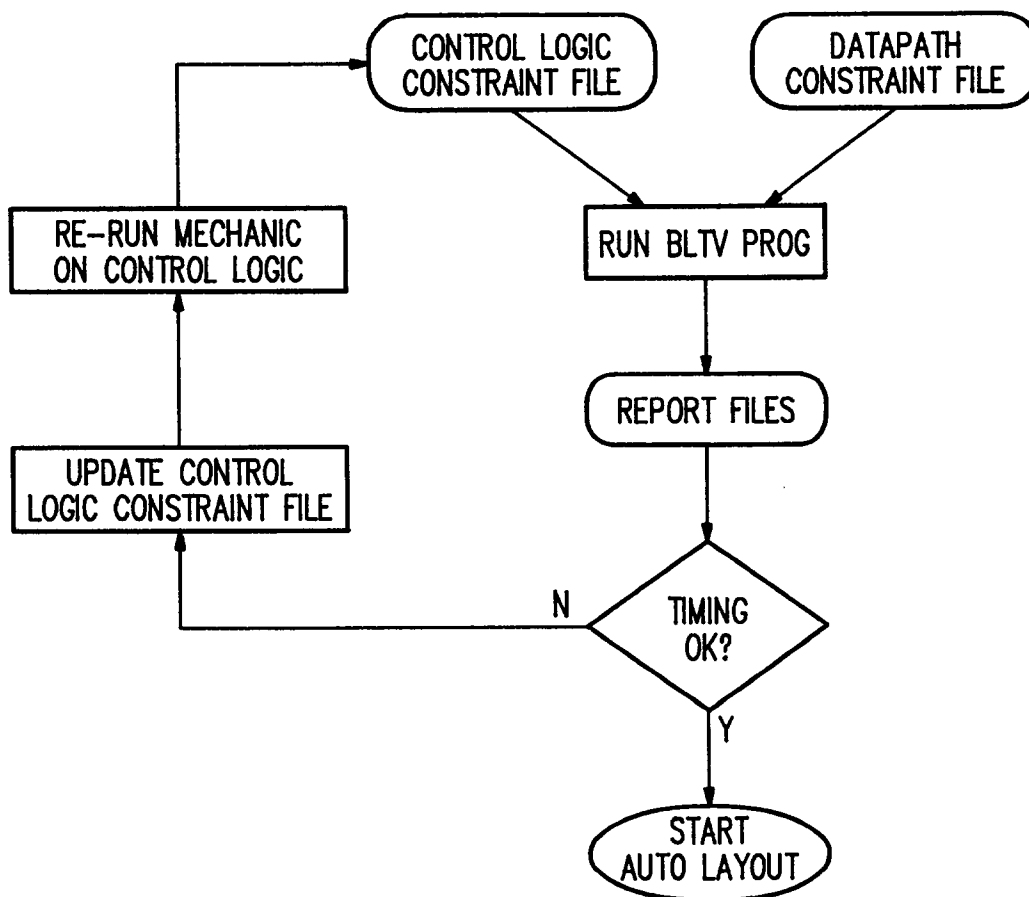 CONTROL LOGIC
CONSTRAINT FILE
DATAPATH
CONSTRAINT FILE
RE-RUN MECHANIC
ON CONTROL LOGIC
RUN BLTV PROG
REPORT FILES
UPDATE CONTROL
LOGIC CONSTRAINT FILE
N
TIMING
OK?
Y
START
AUTO LAYOUT